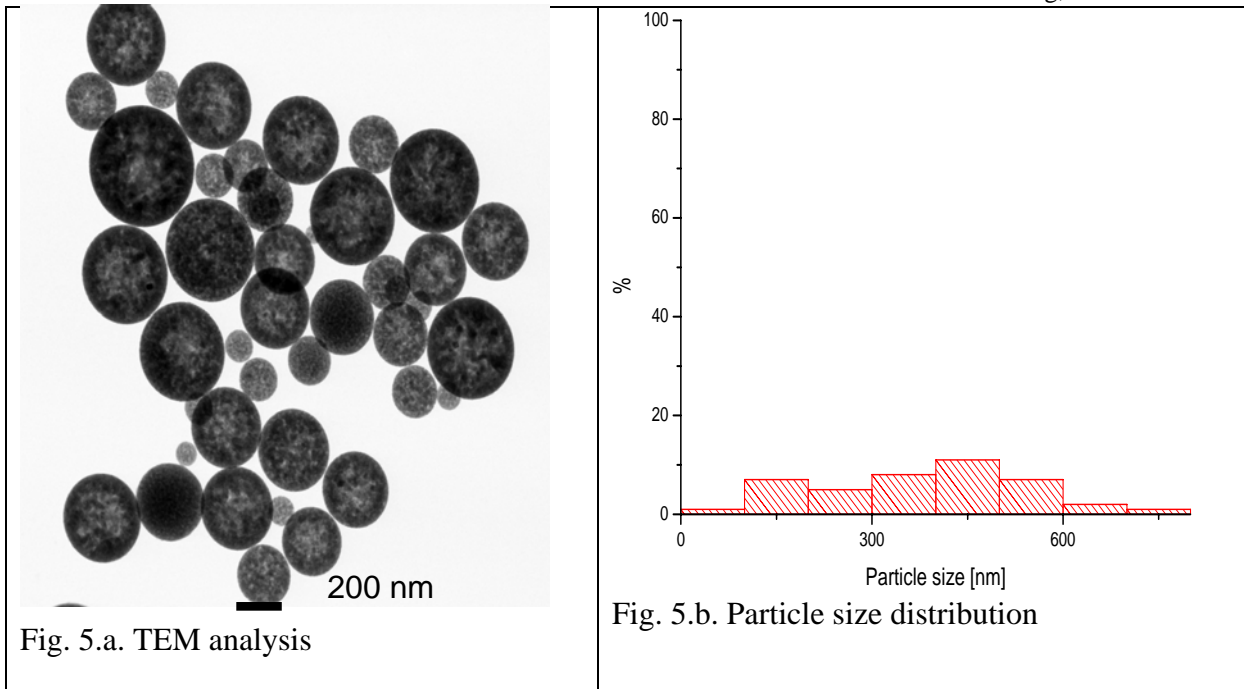 200 nm
Fig. 5.a. TEM analysis
100
80
60
40
20
0
%
0
300
600
Particle size [nm]
Fig. 5.b. Particle size distribution